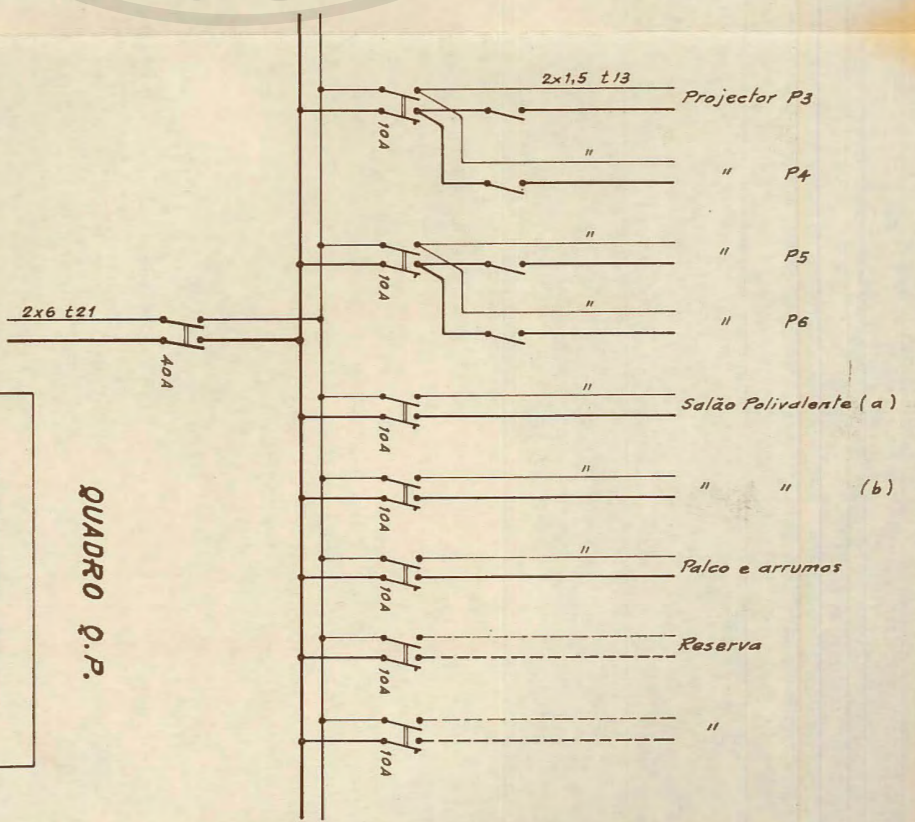 2x1,5 t13
Projector P3
10A
" " P4
" " P5
10A
" " P6
2x6 t21
40A
" Salão Polivalente (a)
10A
" " " (b)
10A
" Palco e arrumos
10A
Reserva
10A
"
10A
QUADRO Q.P.